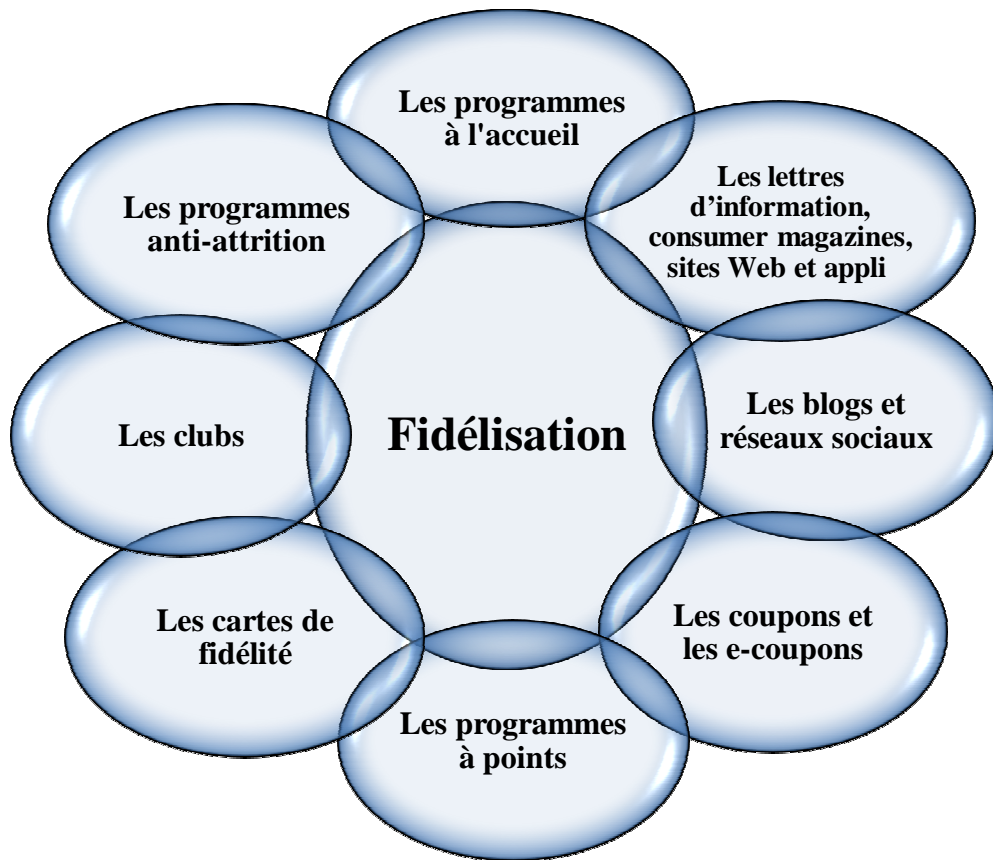 Les programmes
à l'accueil
Les lettres
d’information,
consumer magazines,
sites Web et appli
Les blogs et
réseaux sociaux
Les coupons et
les e-coupons
Les programmes
à points
Les cartes de
fidélité
Les clubs
Les programmes
anti-attrition
Fidélisation